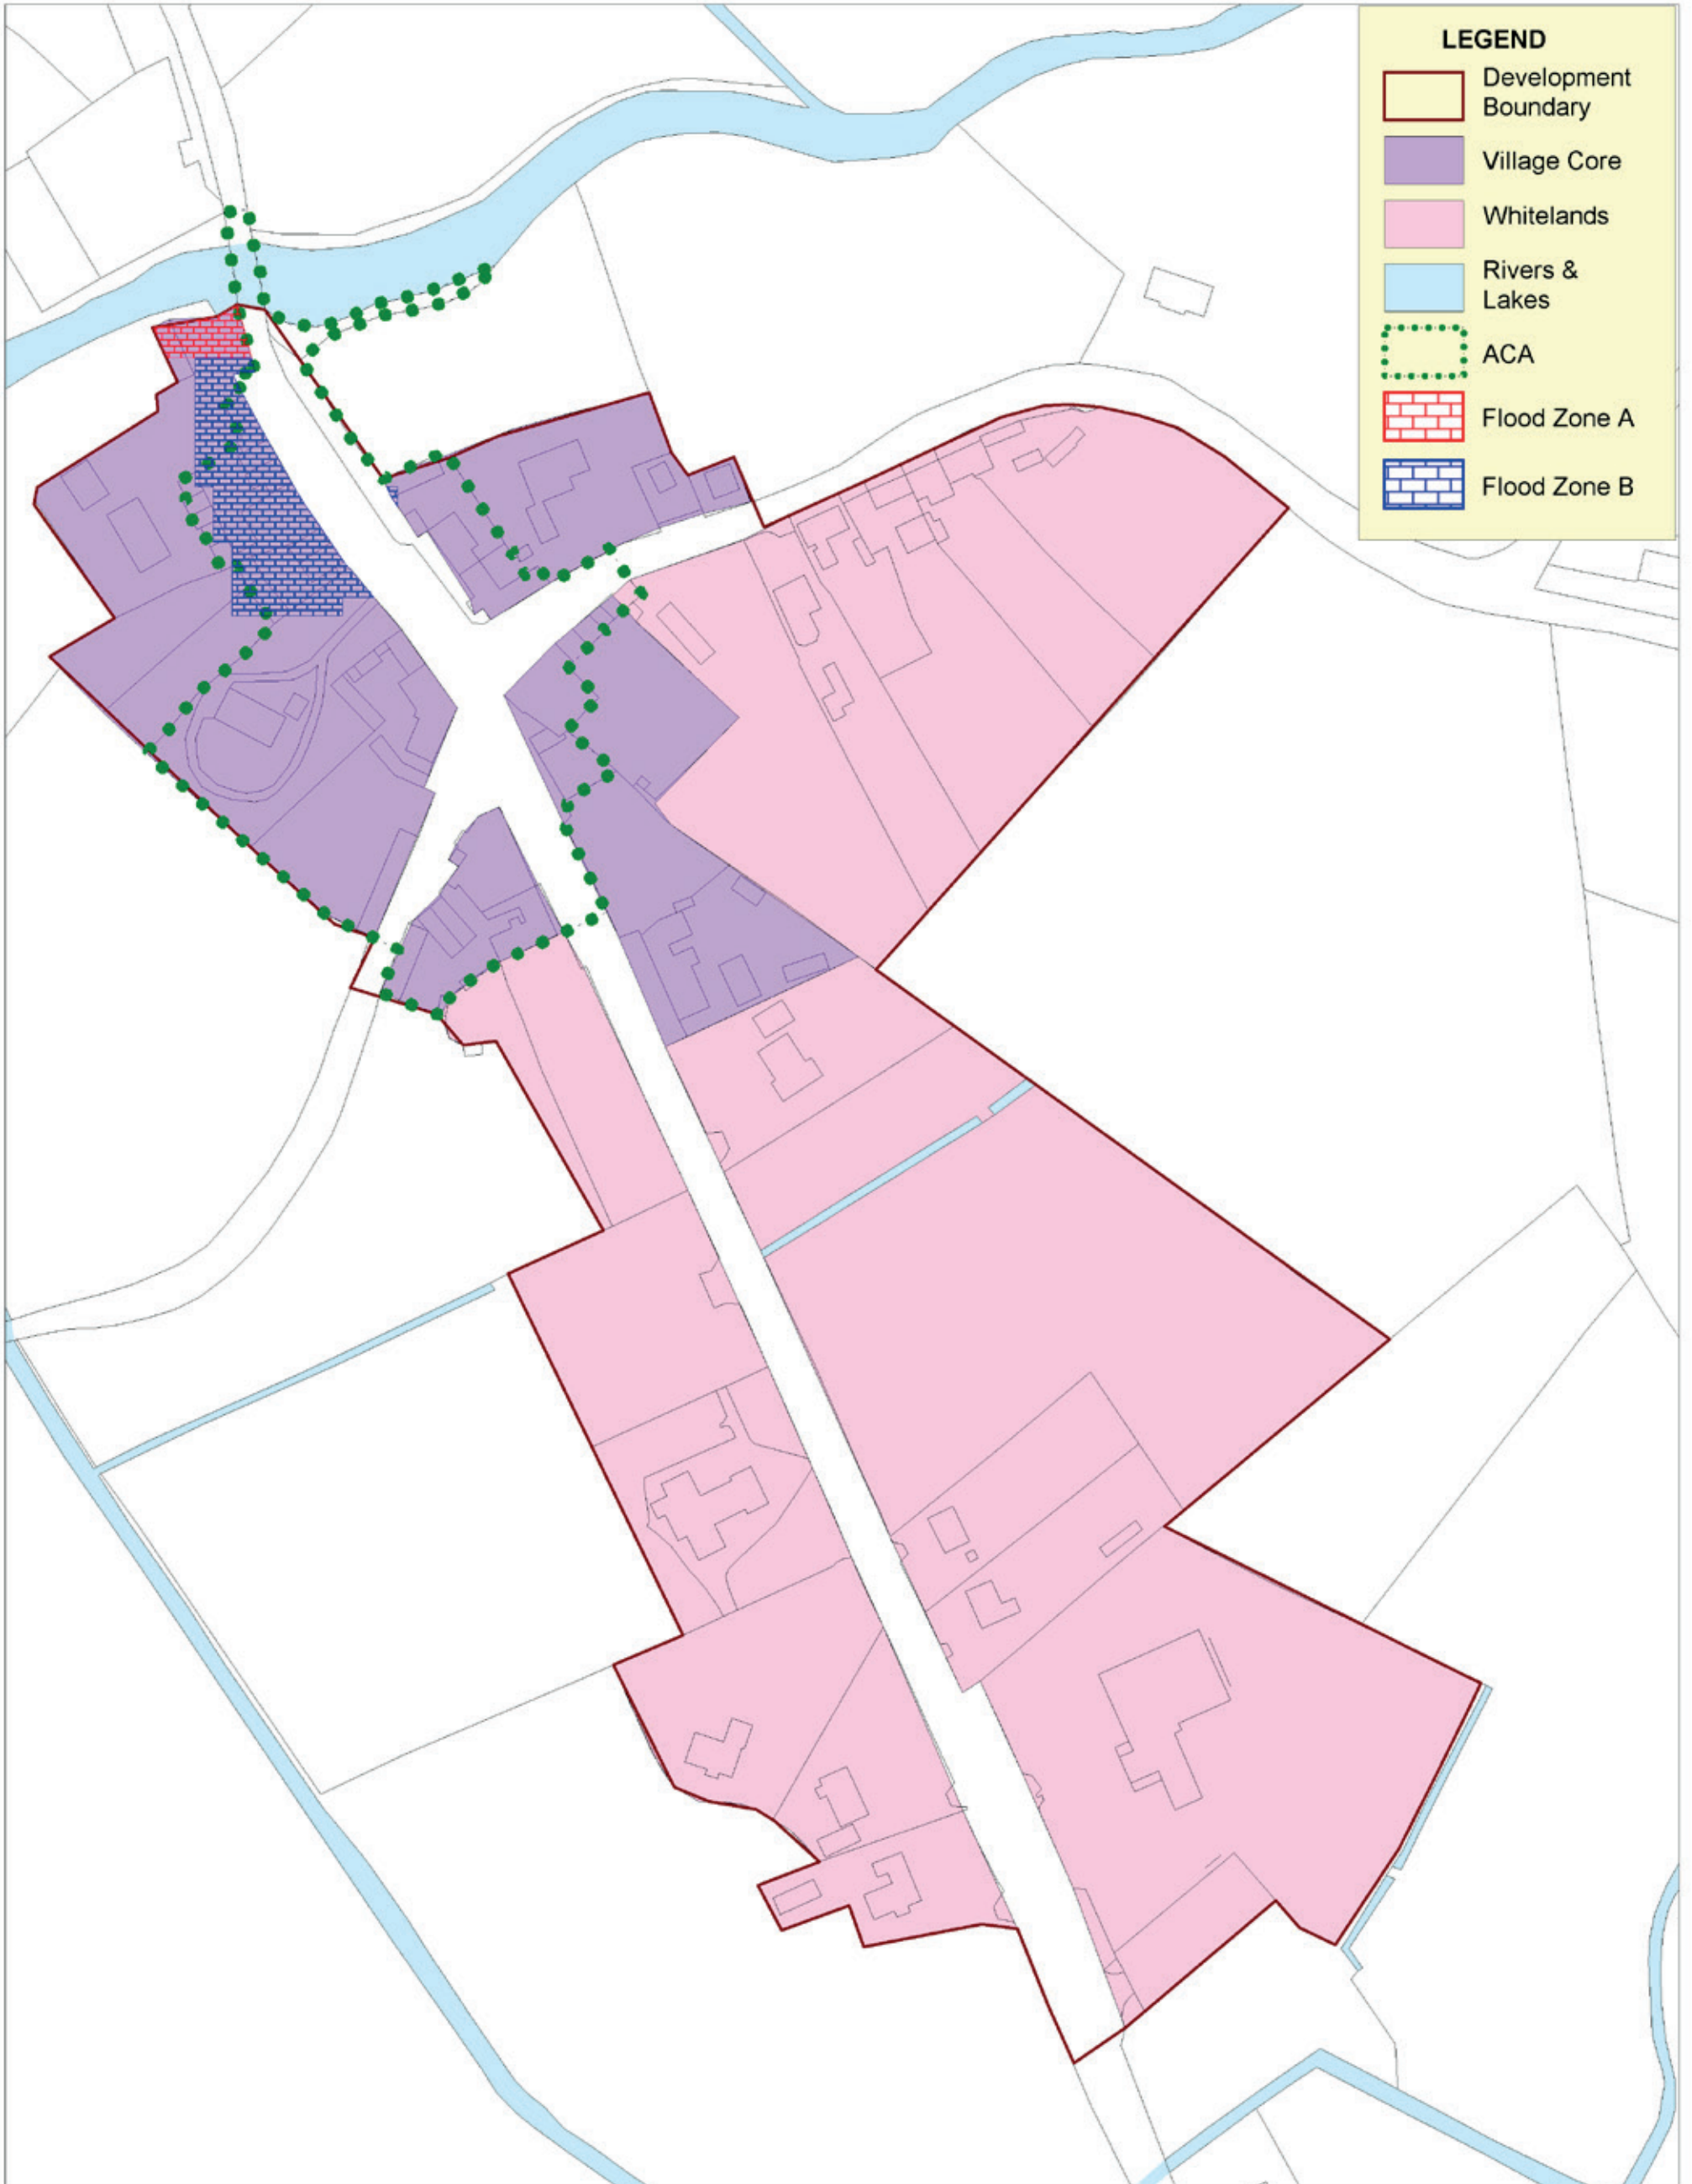 LEGEND
Development
Boundary
Village Core
Whitelands
Rivers &
Lakes
ACA
Flood Zone A
Flood Zone B